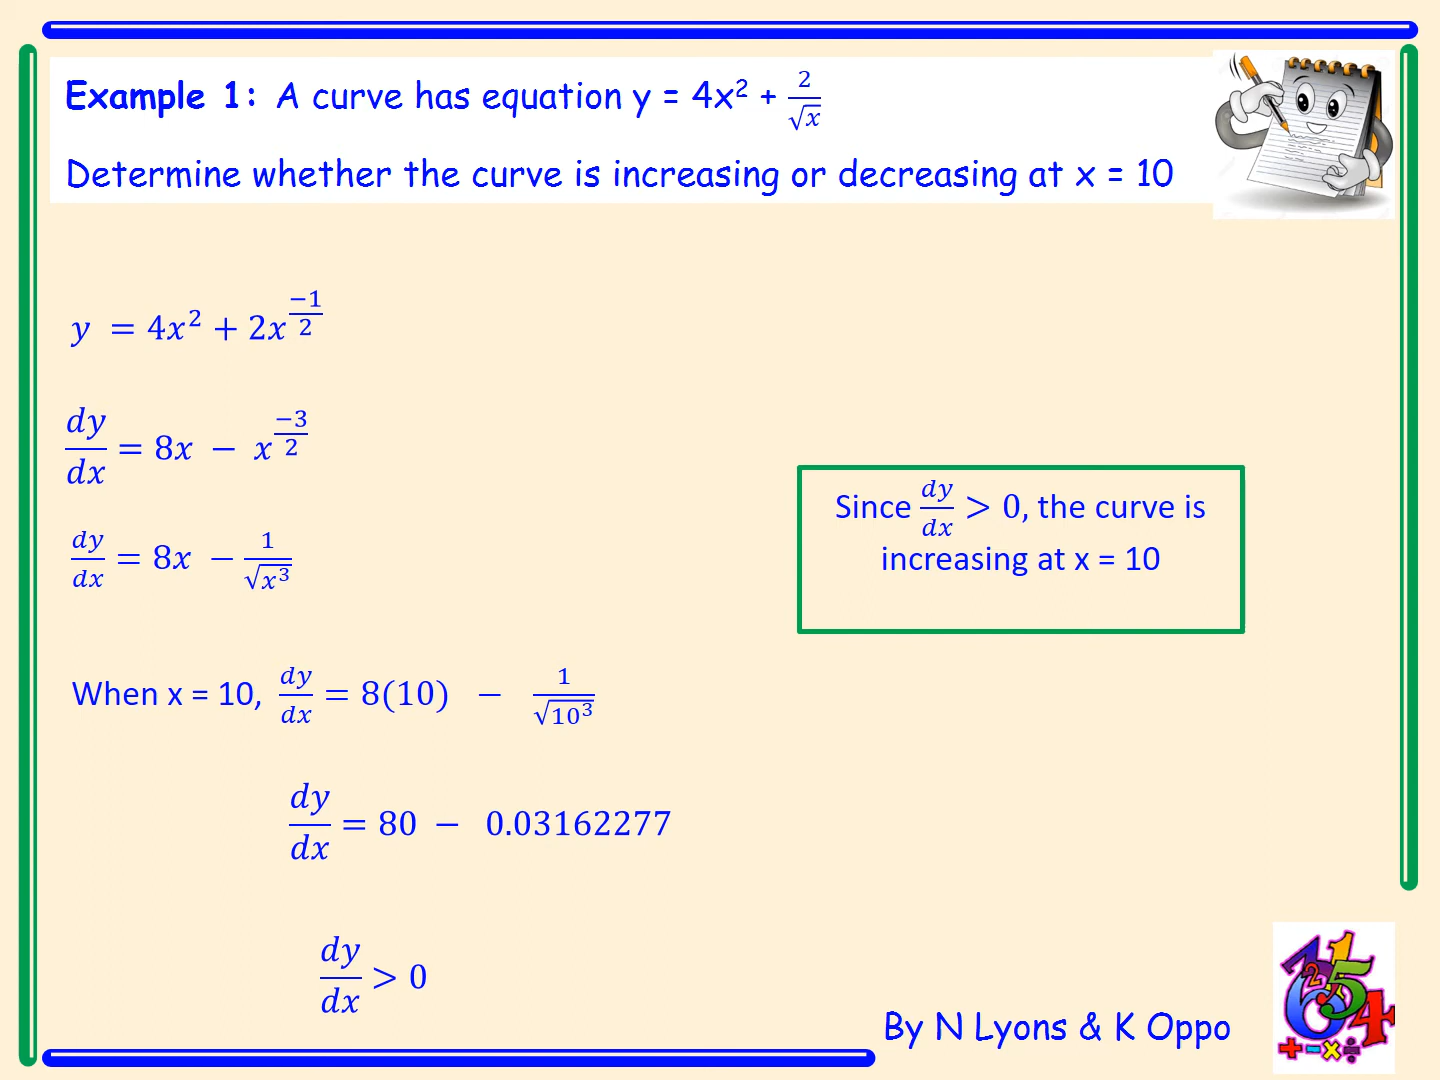 Example 1: A curve has equation y = 4x² + 2/√x
Determine whether the curve is increasing or decreasing at x = 10
y = 4x² + 2x^(−1/2)
dy/dx = 8x − x^(−3/2)
dy/dx = 8x − 1/√(x³)
When x = 10, dy/dx = 8(10) − 1/√(10³)
dy/dx = 80 − 0.03162277
dy/dx > 0
Since dy/dx > 0, the curve is
increasing at x = 10
By N Lyons & K Oppo